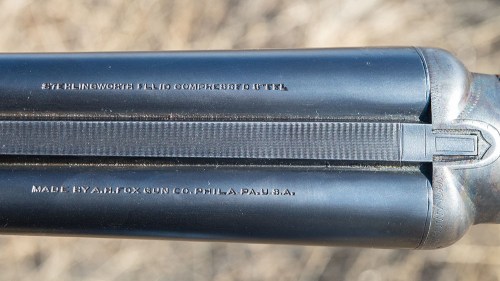 STERLINGWORTH FLUID COMPRESSED STEEL
MADE BY A.H.FOX GUN CO. PHILA PA.U.S.A.